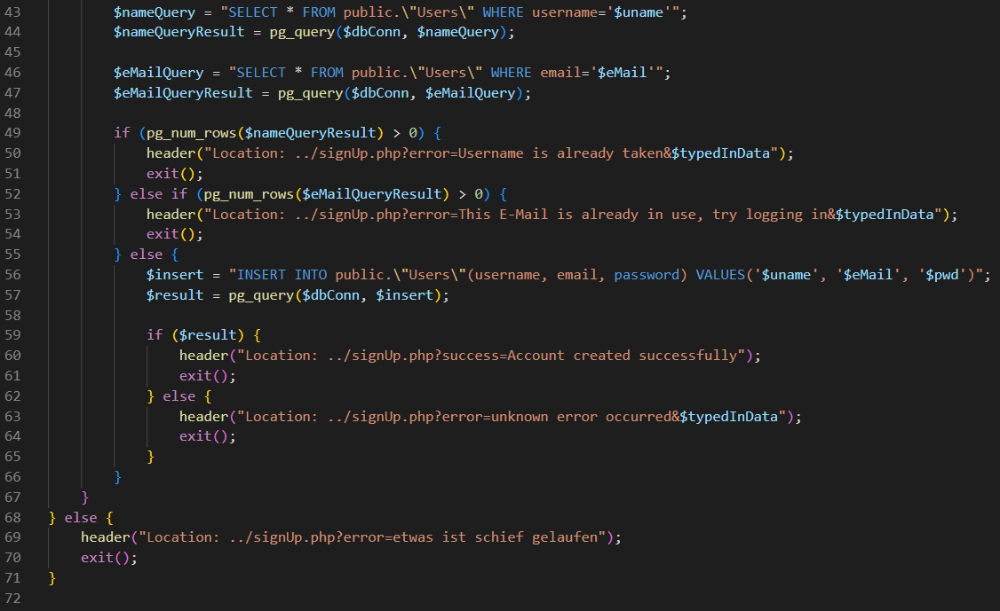 43 $nameQuery = "SELECT * FROM public.\"Users\" WHERE username='$uname'";
44 $nameQueryResult = pg_query($dbConn, $nameQuery);
45
46 $eMailQuery = "SELECT * FROM public.\"Users\" WHERE email='$eMail'";
47 $eMailQueryResult = pg_query($dbConn, $eMailQuery);
48
49 if (pg_num_rows($nameQueryResult) > 0) {
50 header("Location: ../signUp.php?error=Username is already taken&$typedInData");
51 exit();
52 } else if (pg_num_rows($eMailQueryResult) > 0) {
53 header("Location: ../signUp.php?error=This E-Mail is already in use, try logging in&$typedInData");
54 exit();
55 } else {
56 $insert = "INSERT INTO public.\"Users\"(username, email, password) VALUES('$uname', '$eMail', '$pwd')";
57 $result = pg_query($dbConn, $insert);
58
59 if ($result) {
60 header("Location: ../signUp.php?success=Account created successfully");
61 exit();
62 } else {
63 header("Location: ../signUp.php?error=unknown error occurred&$typedInData");
64 exit();
65 }
66 }
67 }
68 } else {
69 header("Location: ../signUp.php?error=etwas ist schief gelaufen");
70 exit();
71 }
72